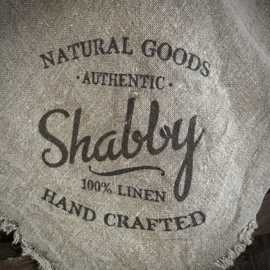 NATURAL GOODS
· AUTHENTIC ·
Shabby
100% LINEN
HAND CRAFTED